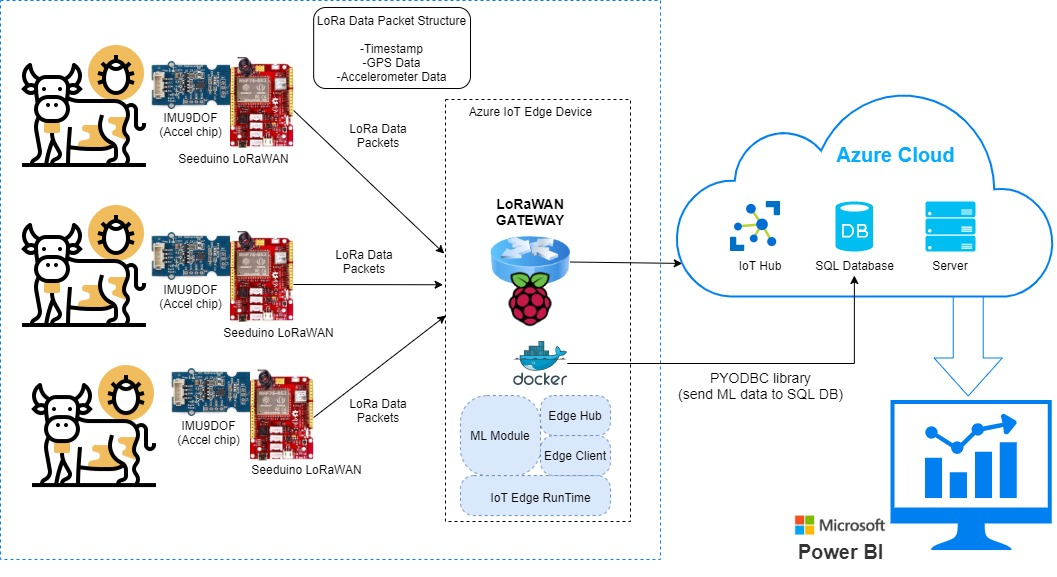 LoRa Data Packet Structure
-Timestamp
-GPS Data
-Accelerometer Data
IMU9DOF
(Accel chip)
Seeduino LoRaWAN
LoRa Data
Packets
IMU9DOF
(Accel chip)
Seeduino LoRaWAN
LoRa Data
Packets
IMU9DOF
(Accel chip)
Seeduino LoRaWAN
LoRa Data
Packets
Azure IoT Edge Device
LoRaWAN
GATEWAY
docker
ML Module
Edge Hub
Edge Client
IoT Edge RunTime
PYODBC library
(send ML data to SQL DB)
Azure Cloud
IoT Hub
DB
SQL Database
Server
Microsoft
Power BI